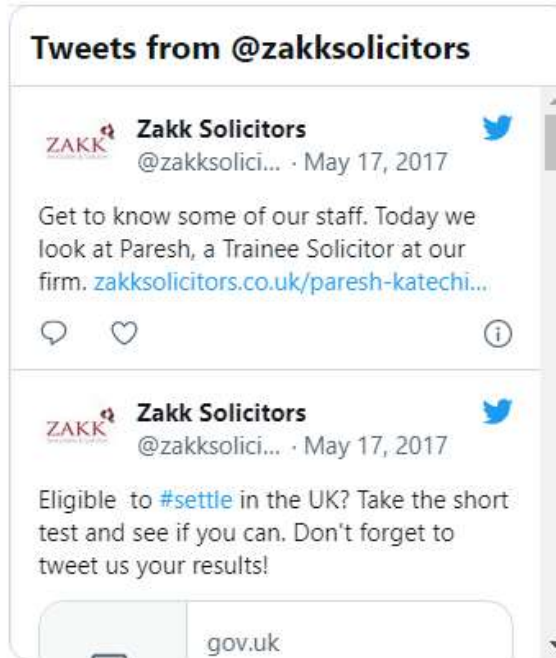 Tweets from @zakksolicitors
ZAKK
Zakk Solicitors
@zakksolici... · May 17, 2017
Get to know some of our staff. Today we
look at Paresh, a Trainee Solicitor at our
firm. zakksolicitors.co.uk/paresh-katechi...
ZAKK
Zakk Solicitors
@zakksolici... · May 17, 2017
Eligible  to #settle in the UK? Take the short
test and see if you can. Don't forget to
tweet us your results!
gov.uk